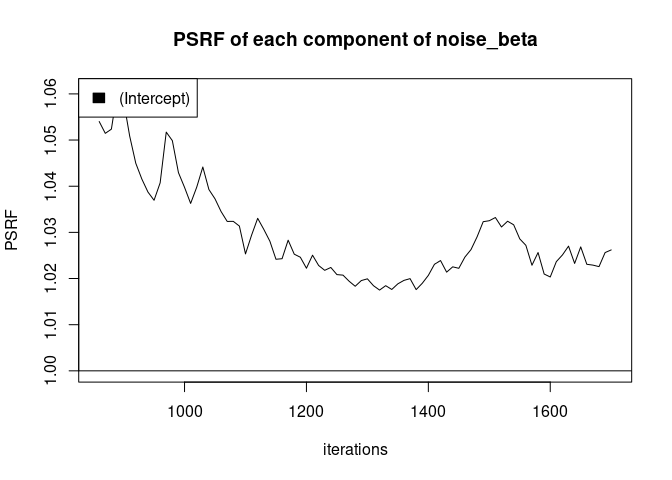 PSRF of each component of noise_beta
(Intercept)
1.06
1.05
1.04
1.03
1.02
1.01
1.00
PSRF
1000 1200 1400 1600
iterations